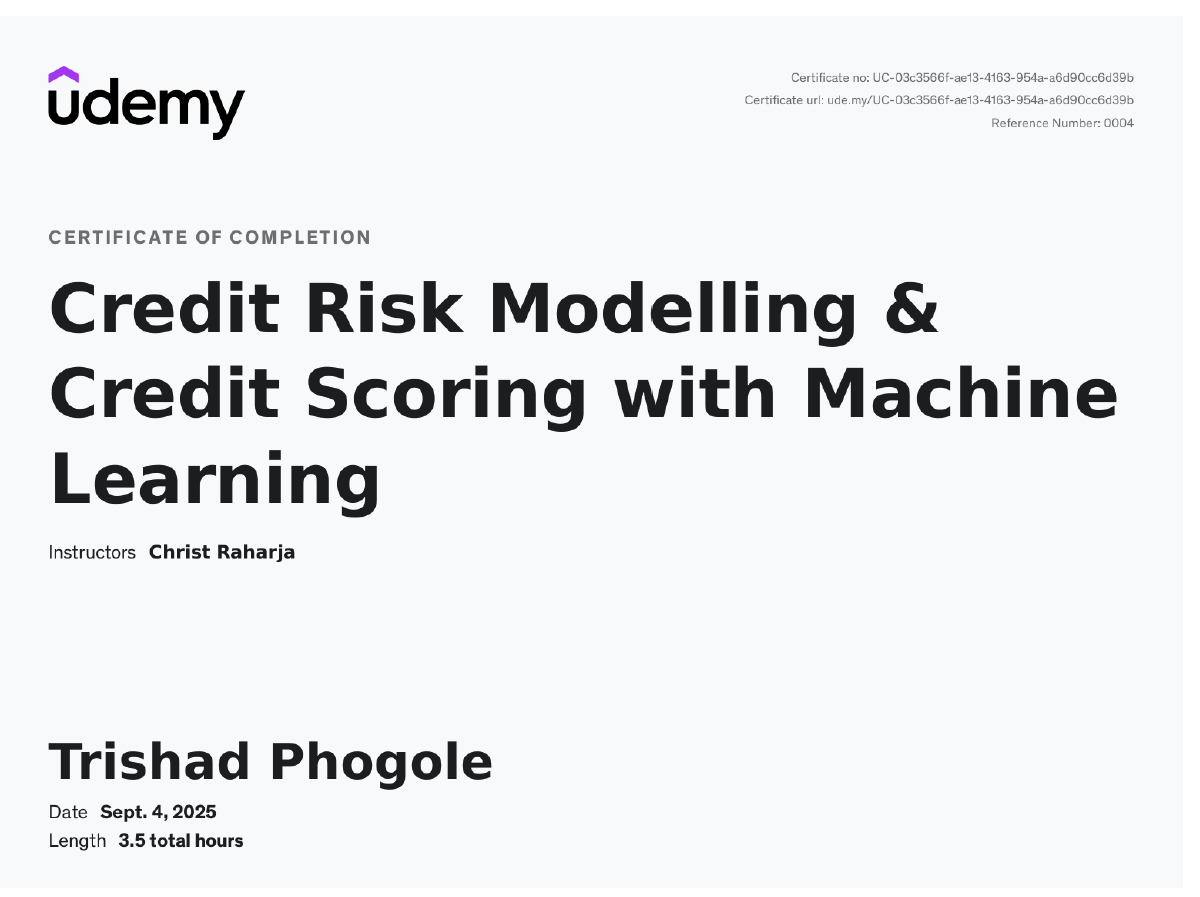 udemy
Certificate no: UC-03c3566f-ae13-4163-954a-a6d90cc6d39b
Certificate url: ude.my/UC-03c3566f-ae13-4163-954a-a6d90cc6d39b
Reference Number: 0004
CERTIFICATE OF COMPLETION
Credit Risk Modelling &
Credit Scoring with Machine
Learning
Instructors Christ Raharja
Trishad Phogole
Date Sept. 4, 2025
Length 3.5 total hours